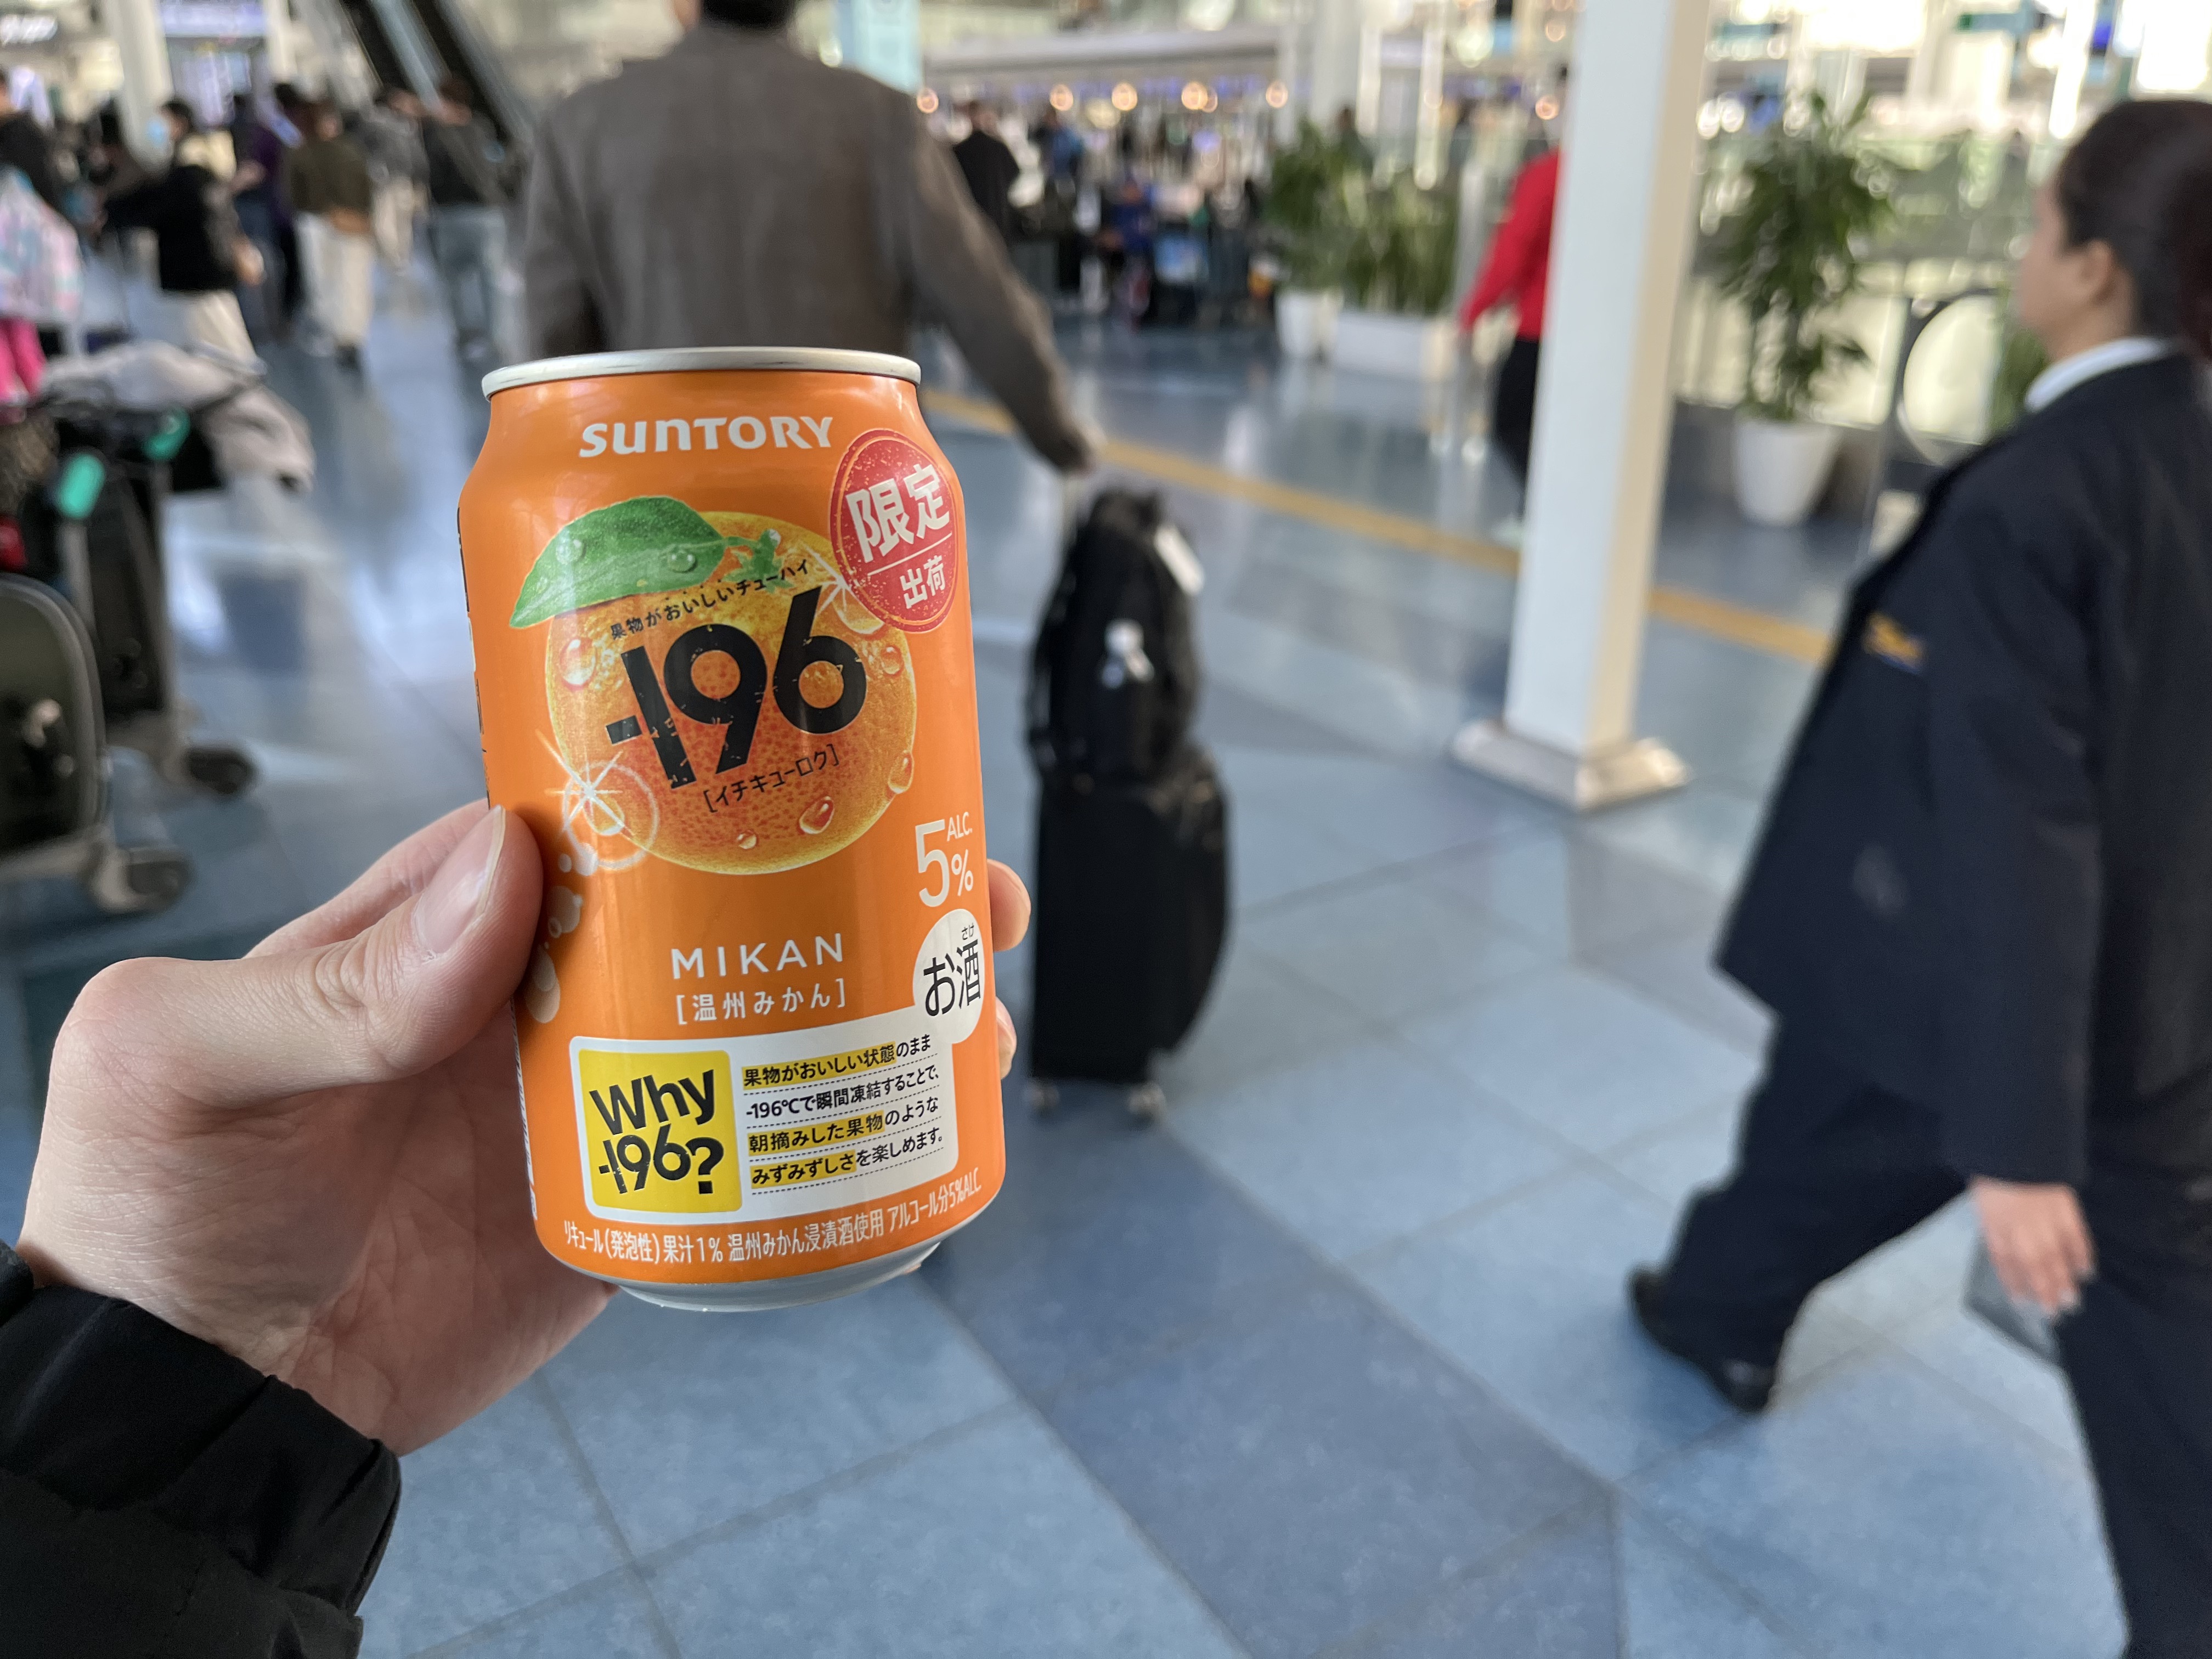 SUNTORY
限定
出荷
果物がおいしいチューハイ
-196
[イチキューロク]
ALC.
5%
MIKAN
[温州みかん]
さけ
お酒
Why
-196?
果物がおいしい状態のまま
-196℃で瞬間凍結することで、
朝摘みした果物のような
みずみずしさを楽しめます。
リキュール(発泡性)果汁1% 温州みかん浸漬酒使用 アルコール分5%ALC